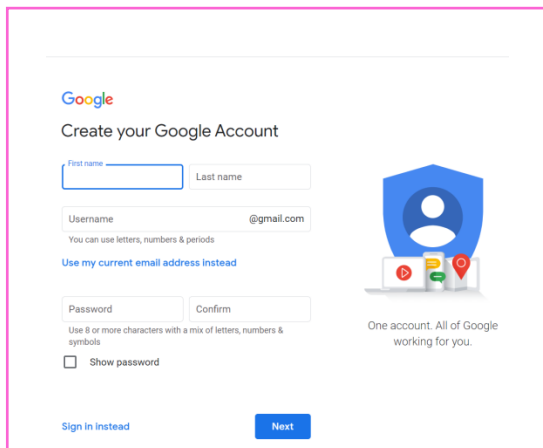 Google
Create your Google Account
First name
Last name
Username @gmail.com
You can use letters, numbers & periods
Use my current email address instead
Password
Confirm
Use 8 or more characters with a mix of letters, numbers &
symbols
Show password
Sign in instead
Next
One account. All of Google
working for you.